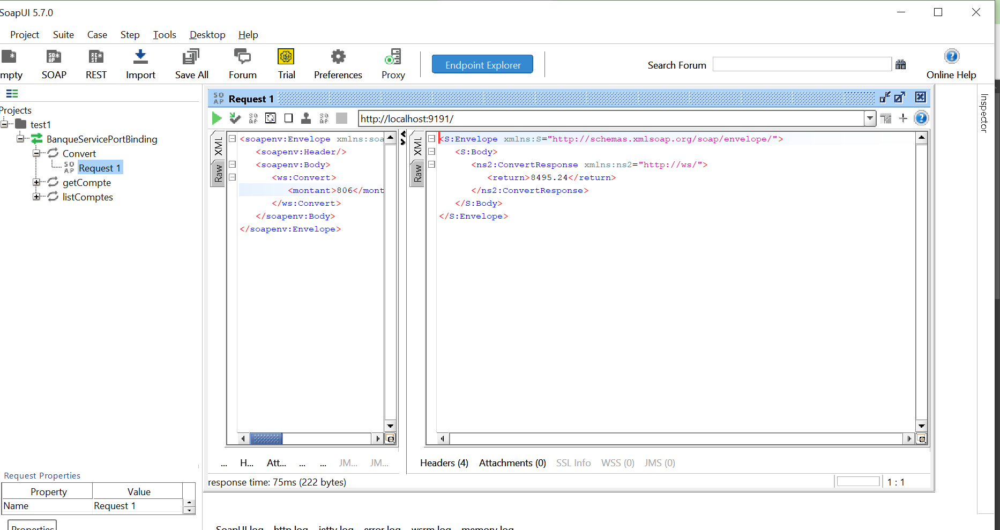 SoapUI 5.7.0
Project Suite Case Step Tools Desktop Help
mpty SOAP REST Import Save All Forum Trial Preferences Proxy Endpoint Explorer Search Forum Online Help
Projects
test1
BanqueServicePortBinding
Convert
SO AP Request 1
getCompte
listComptes
SO AP Request 1
http://localhost:9191/
XML
Raw
<soapenv:Envelope xmlns:soa
<soapenv:Header/>
<soapenv:Body>
<ws:Convert>
<montant>806</mont
</ws:Convert>
</soapenv:Body>
</soapenv:Envelope>
XML
Raw
<S:Envelope xmlns:S="http://schemas.xmlsoap.org/soap/envelope/">
<S:Body>
<ns2:ConvertResponse xmlns:ns2="http://ws/">
<return>8495.24</return>
</ns2:ConvertResponse>
</S:Body>
</S:Envelope>
Inspector
... H... Att... ... ... JM... JM...
Headers (4) Attachments (0) SSL Info WSS (0) JMS (0)
response time: 75ms (222 bytes)
1 : 1
Request Properties
Property Value
Name Request 1
Properties
SoapUI log http log jetty log error log wsrm log memory log